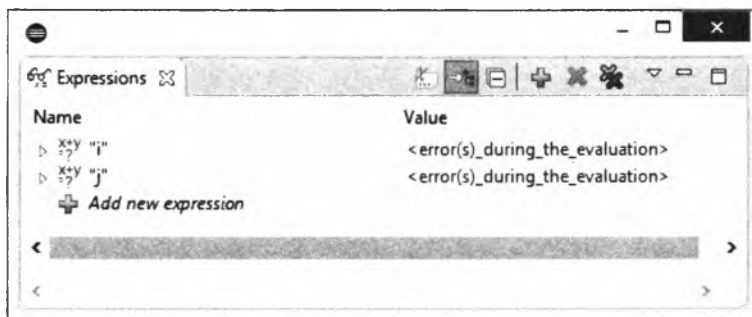 Expressions
Name Value
x+y =? "i" <error(s)_during_the_evaluation>
x+y =? "j" <error(s)_during_the_evaluation>
Add new expression